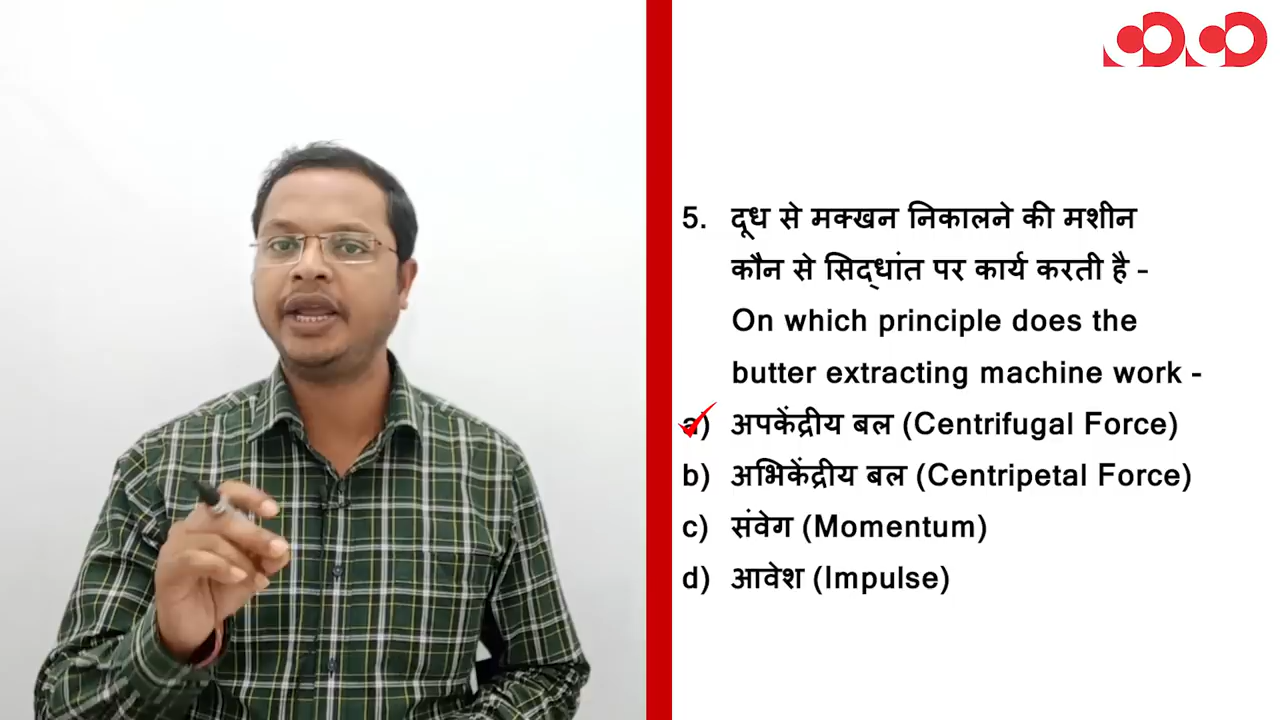 5. दूध से मक्खन निकालने की मशीन
कौन से सिद्धांत पर कार्य करती है -
On which principle does the
butter extracting machine work -
a) अपकेंद्रीय बल (Centrifugal Force)
b) अभिकेंद्रीय बल (Centripetal Force)
c) संवेग (Momentum)
d) आवेश (Impulse)